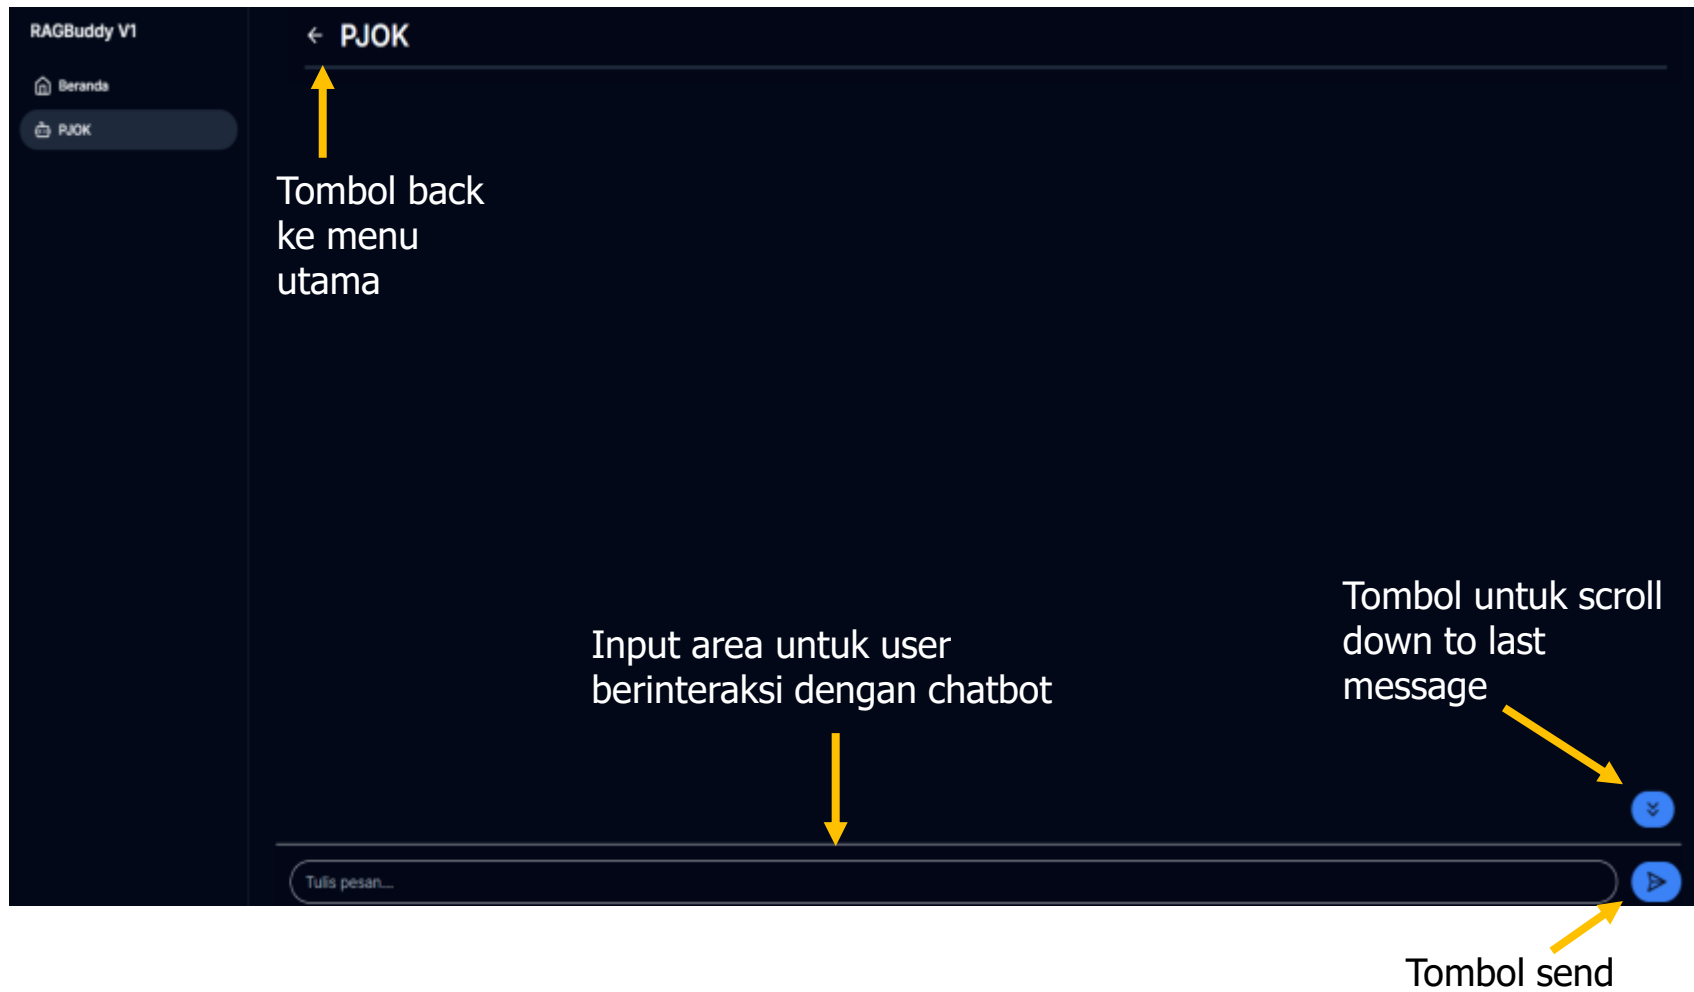 RAGBuddy V1
Beranda
PJOK
PJOK
Tombol back
ke menu
utama
Input area untuk user
berinteraksi dengan chatbot
Tombol untuk scroll
down to last
message
Tulis pesan...
Tombol send